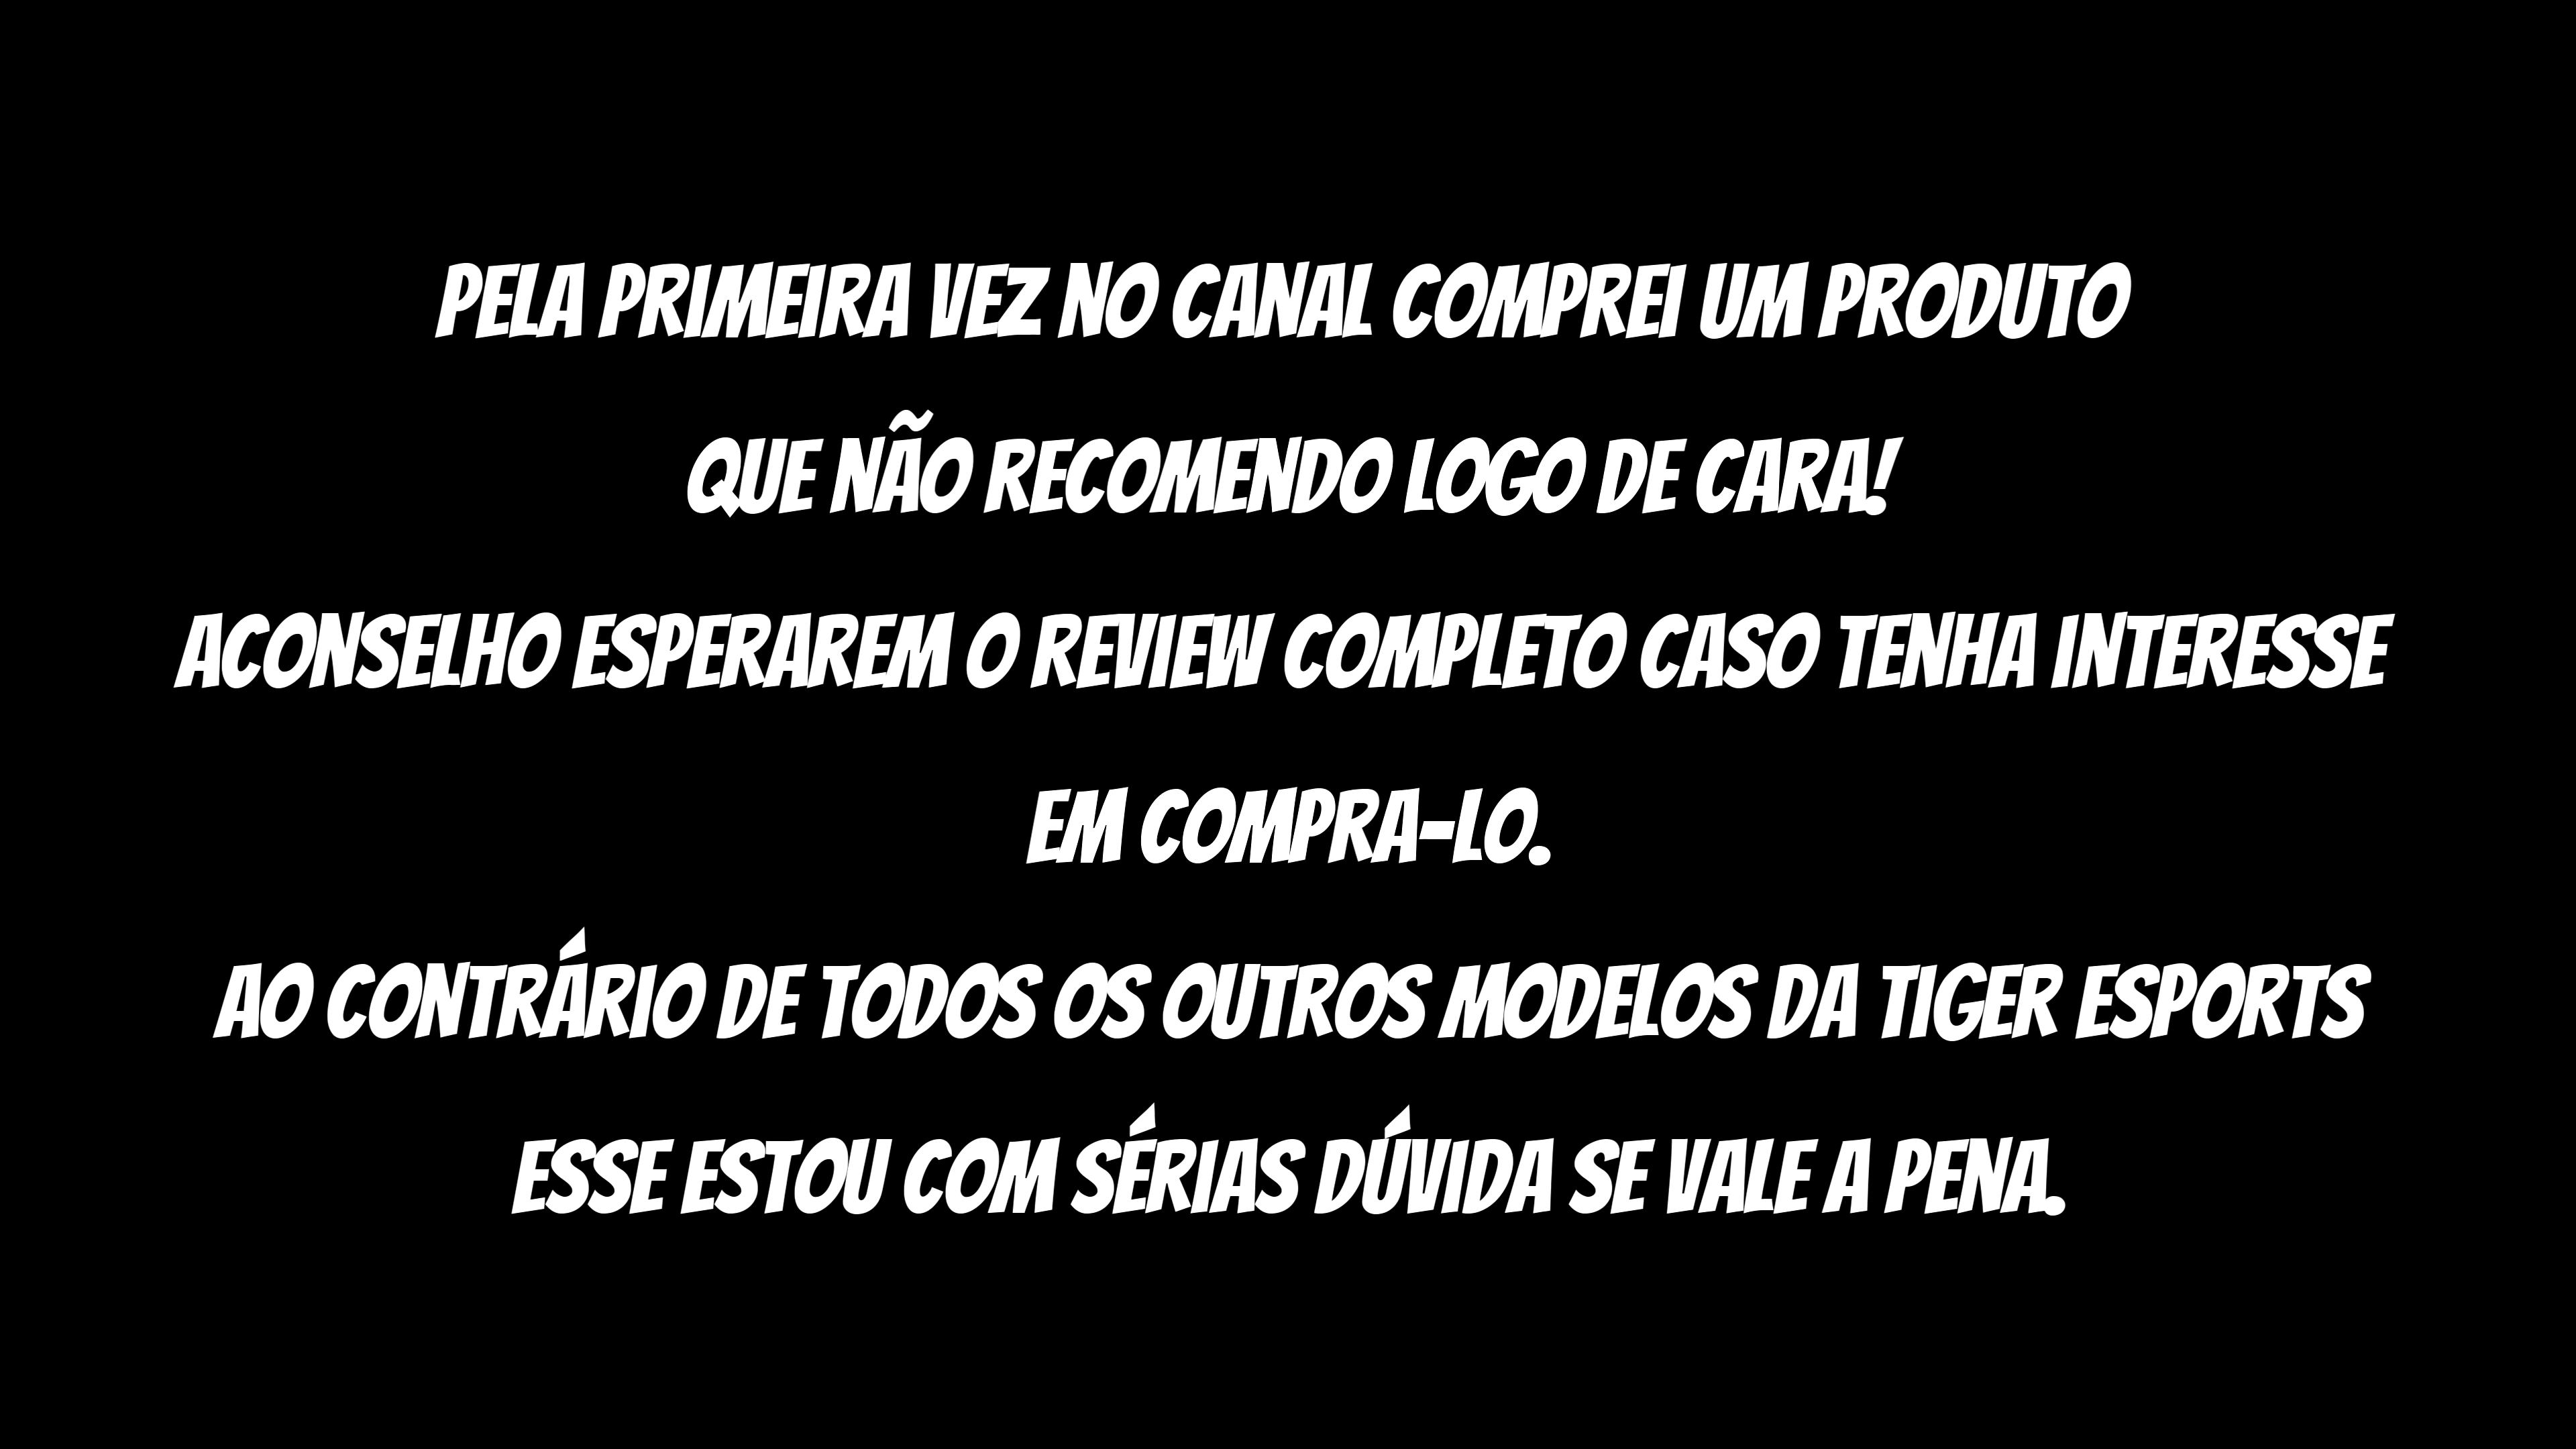 PELA PRIMEIRA VEZ NO CANAL COMPREI UM PRODUTO
QUE NÃO RECOMENDO LOGO DE CARA!
ACONSELHO ESPERAREM O REVIEW COMPLETO CASO TENHA INTERESSE
EM COMPRA-LO.
AO CONTRÁRIO DE TODOS OS OUTROS MODELOS DA TIGER ESPORTS
ESSE ESTOU COM SÉRIAS DÚVIDA SE VALE A PENA.